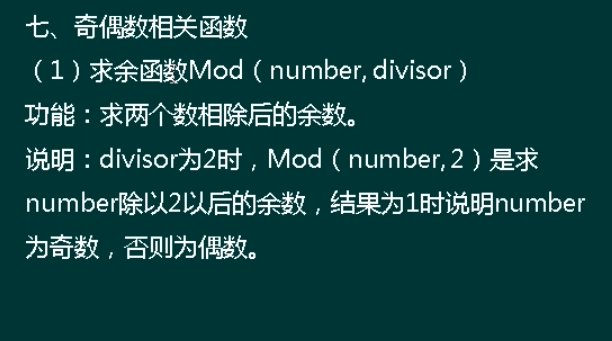 七、奇偶数相关函数
（1）求余函数Mod（number, divisor）
功能：求两个数相除后的余数。
说明：divisor为2时，Mod（number, 2）是求
number除以2以后的余数，结果为1时说明number
为奇数，否则为偶数。